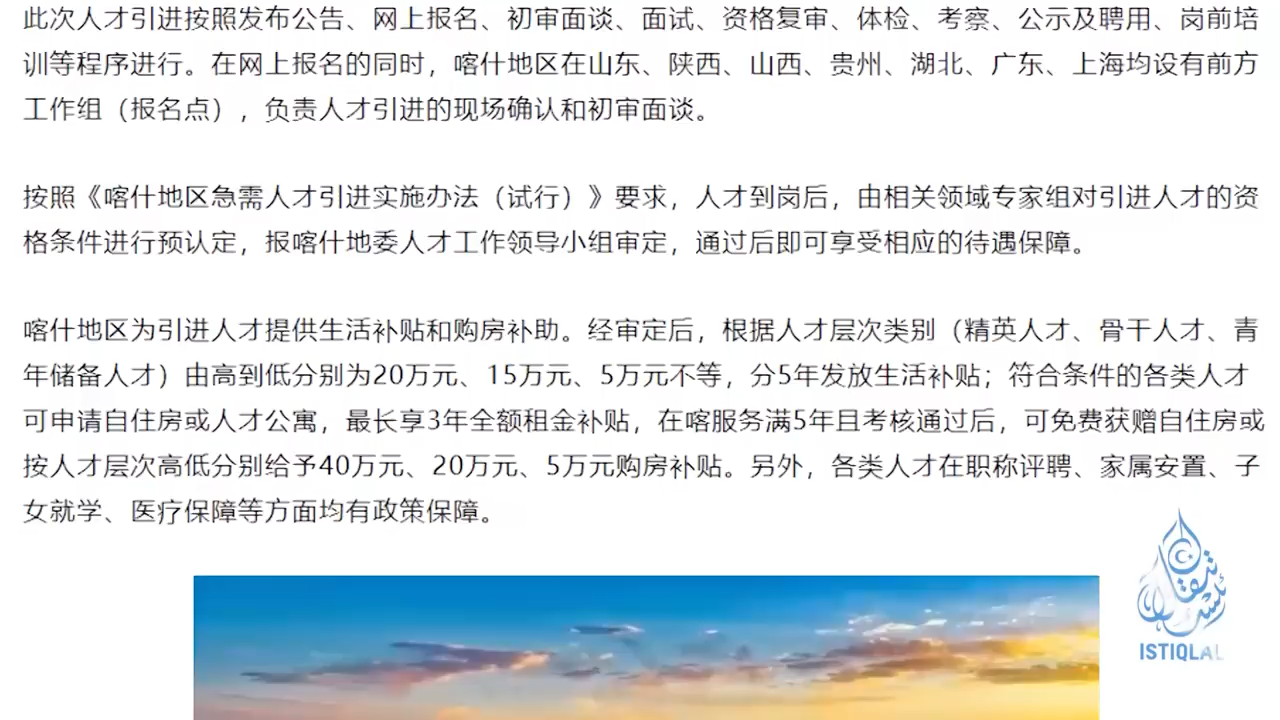 此次人才引进按照发布公告、网上报名、初审面谈、面试、资格复审、体检、考察、公示及聘用、岗前培
训等程序进行。在网上报名的同时，喀什地区在山东、陕西、山西、贵州、湖北、广东、上海均设有前方
工作组（报名点），负责人才引进的现场确认和初审面谈。
按照《喀什地区急需人才引进实施办法（试行）》要求，人才到岗后，由相关领域专家组对引进人才的资
格条件进行预认定，报喀什地委人才工作领导小组审定，通过后即可享受相应的待遇保障。
喀什地区为引进人才提供生活补贴和购房补助。经审定后，根据人才层次类别（精英人才、骨干人才、青
年储备人才）由高到低分别为20万元、15万元、5万元不等，分5年发放生活补贴；符合条件的各类人才
可申请自住房或人才公寓，最长享3年全额租金补贴，在喀服务满5年且考核通过后，可免费获赠自住房或
按人才层次高低分别给予40万元、20万元、5万元购房补贴。另外，各类人才在职称评聘、家属安置、子
女就学、医疗保障等方面均有政策保障。
ISTIQLAL